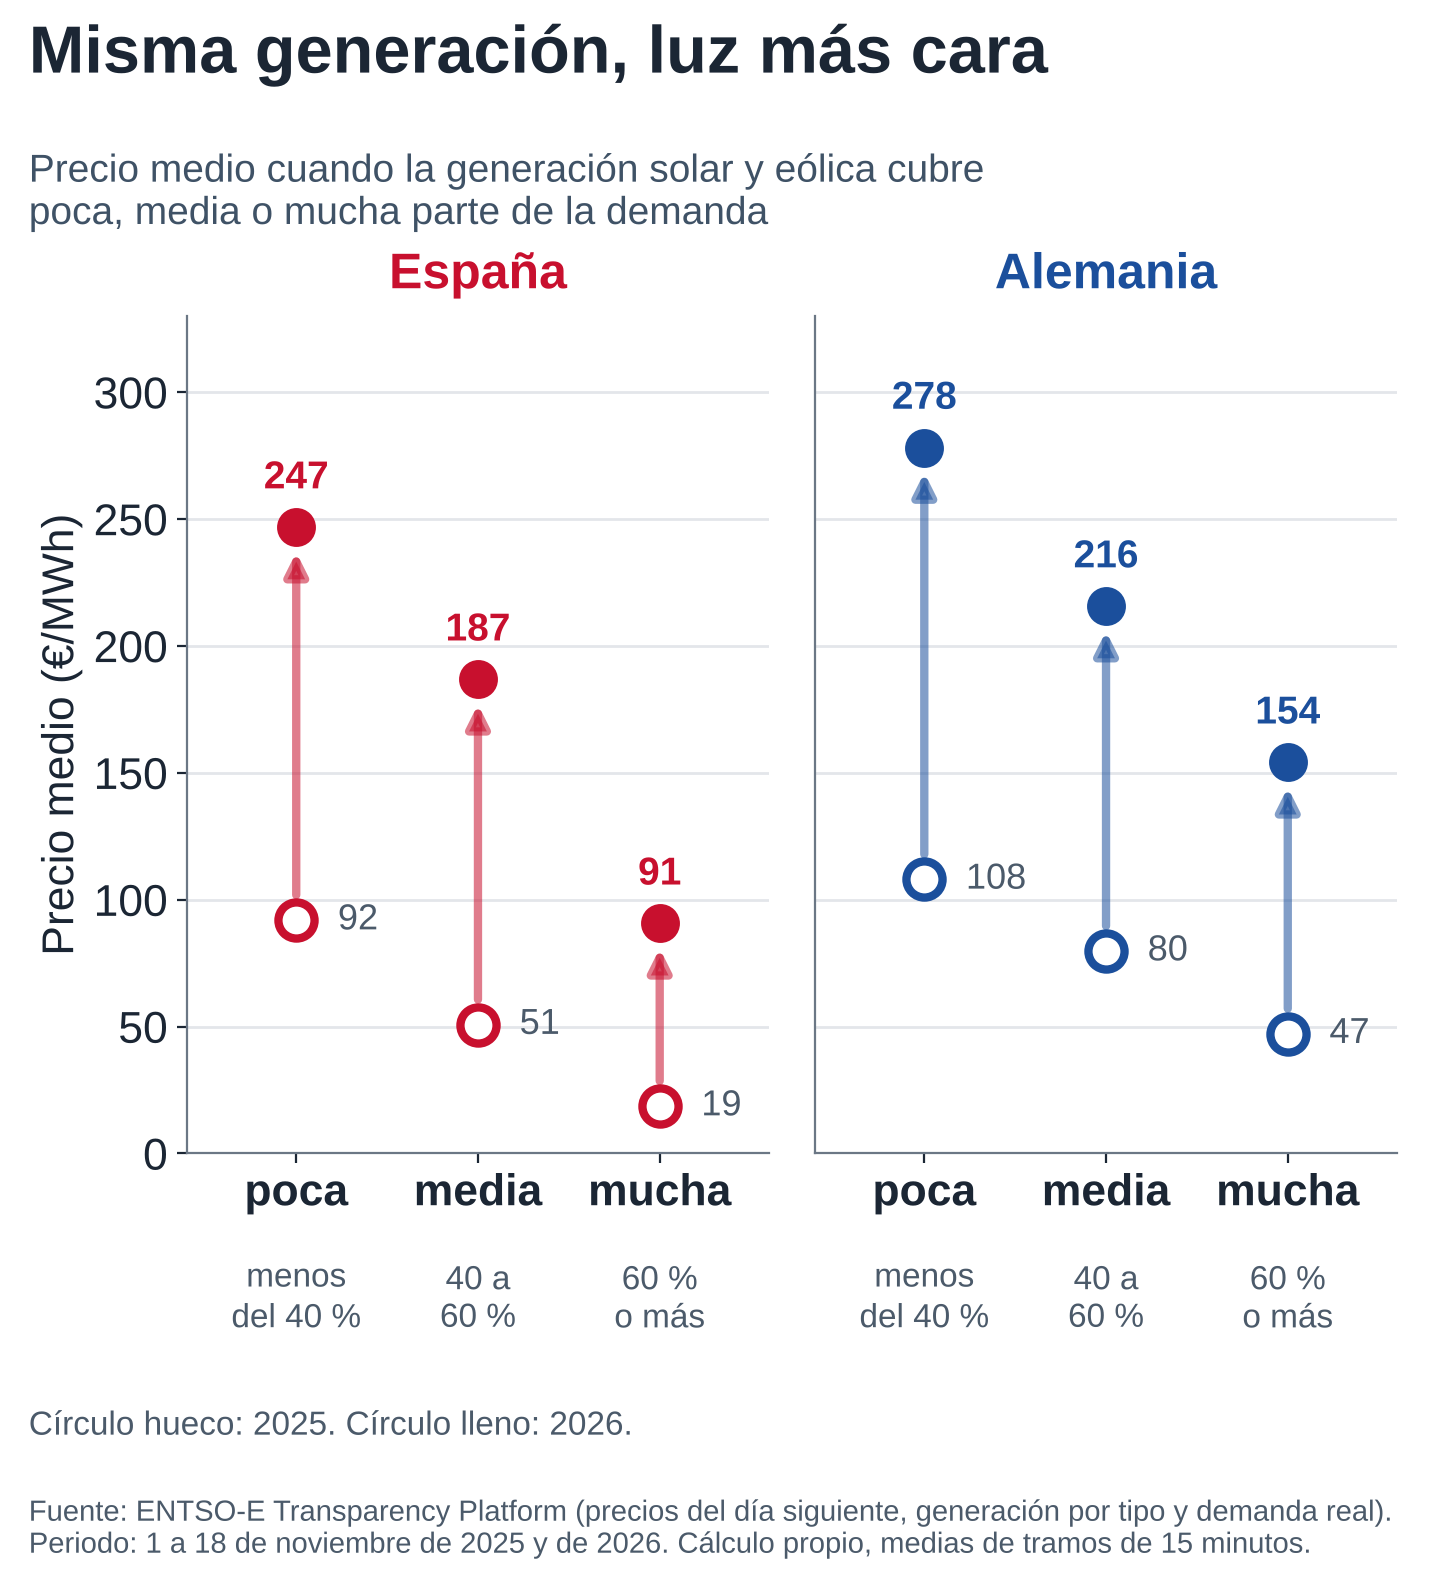 Misma generación, luz más cara
Precio medio cuando la generación solar y eólica cubre
poca, media o mucha parte de la demanda
España
Alemania
Precio medio (€/MWh)
300
250
200
150
100
50
0
247
187
91
92
51
19
278
216
154
108
80
47
poca
media
mucha
menos
del 40 %
40 a
60 %
60 %
o más
poca
media
mucha
menos
del 40 %
40 a
60 %
60 %
o más
Círculo hueco: 2025. Círculo lleno: 2026.
Fuente: ENTSO-E Transparency Platform (precios del día siguiente, generación por tipo y demanda real).
Periodo: 1 a 18 de noviembre de 2025 y de 2026. Cálculo propio, medias de tramos de 15 minutos.